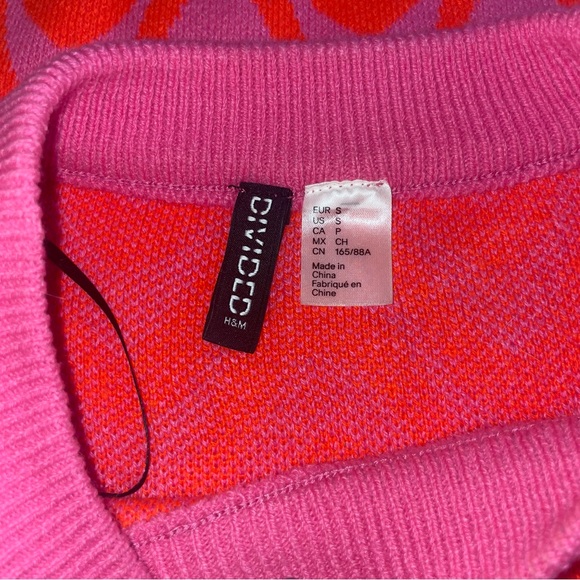 DIVIDED
H&M
EUR S
US S
CA P
MX CH
CN 165/88A
Made in
China
Fabriqué en
Chine